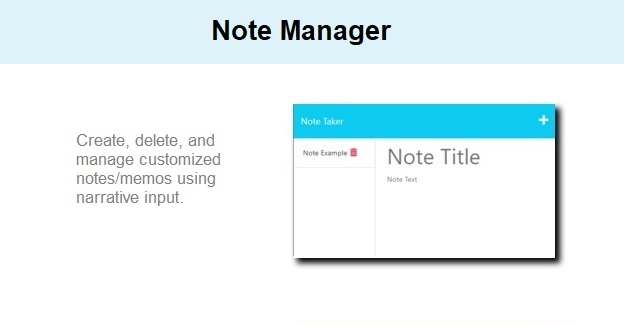 Note Manager
Create, delete, and
manage customized
notes/memos using
narrative input.
Note Taker
+
Note Example
Note Title
Note Text